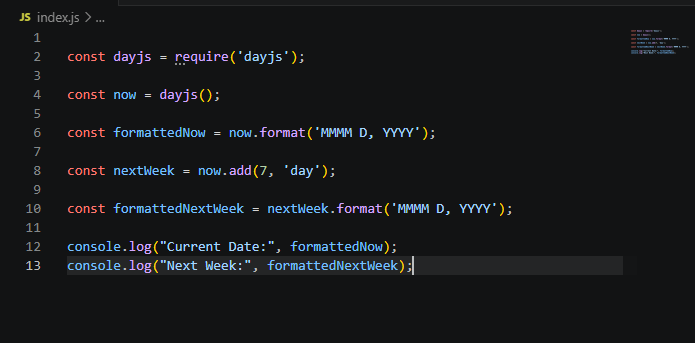 JS index.js > ...
1
2 const dayjs = require('dayjs');
3
4 const now = dayjs();
5
6 const formattedNow = now.format('MMMM D, YYYY');
7
8 const nextWeek = now.add(7, 'day');
9
10 const formattedNextWeek = nextWeek.format('MMMM D, YYYY');
11
12 console.log("Current Date:", formattedNow);
13 console.log("Next Week:", formattedNextWeek);